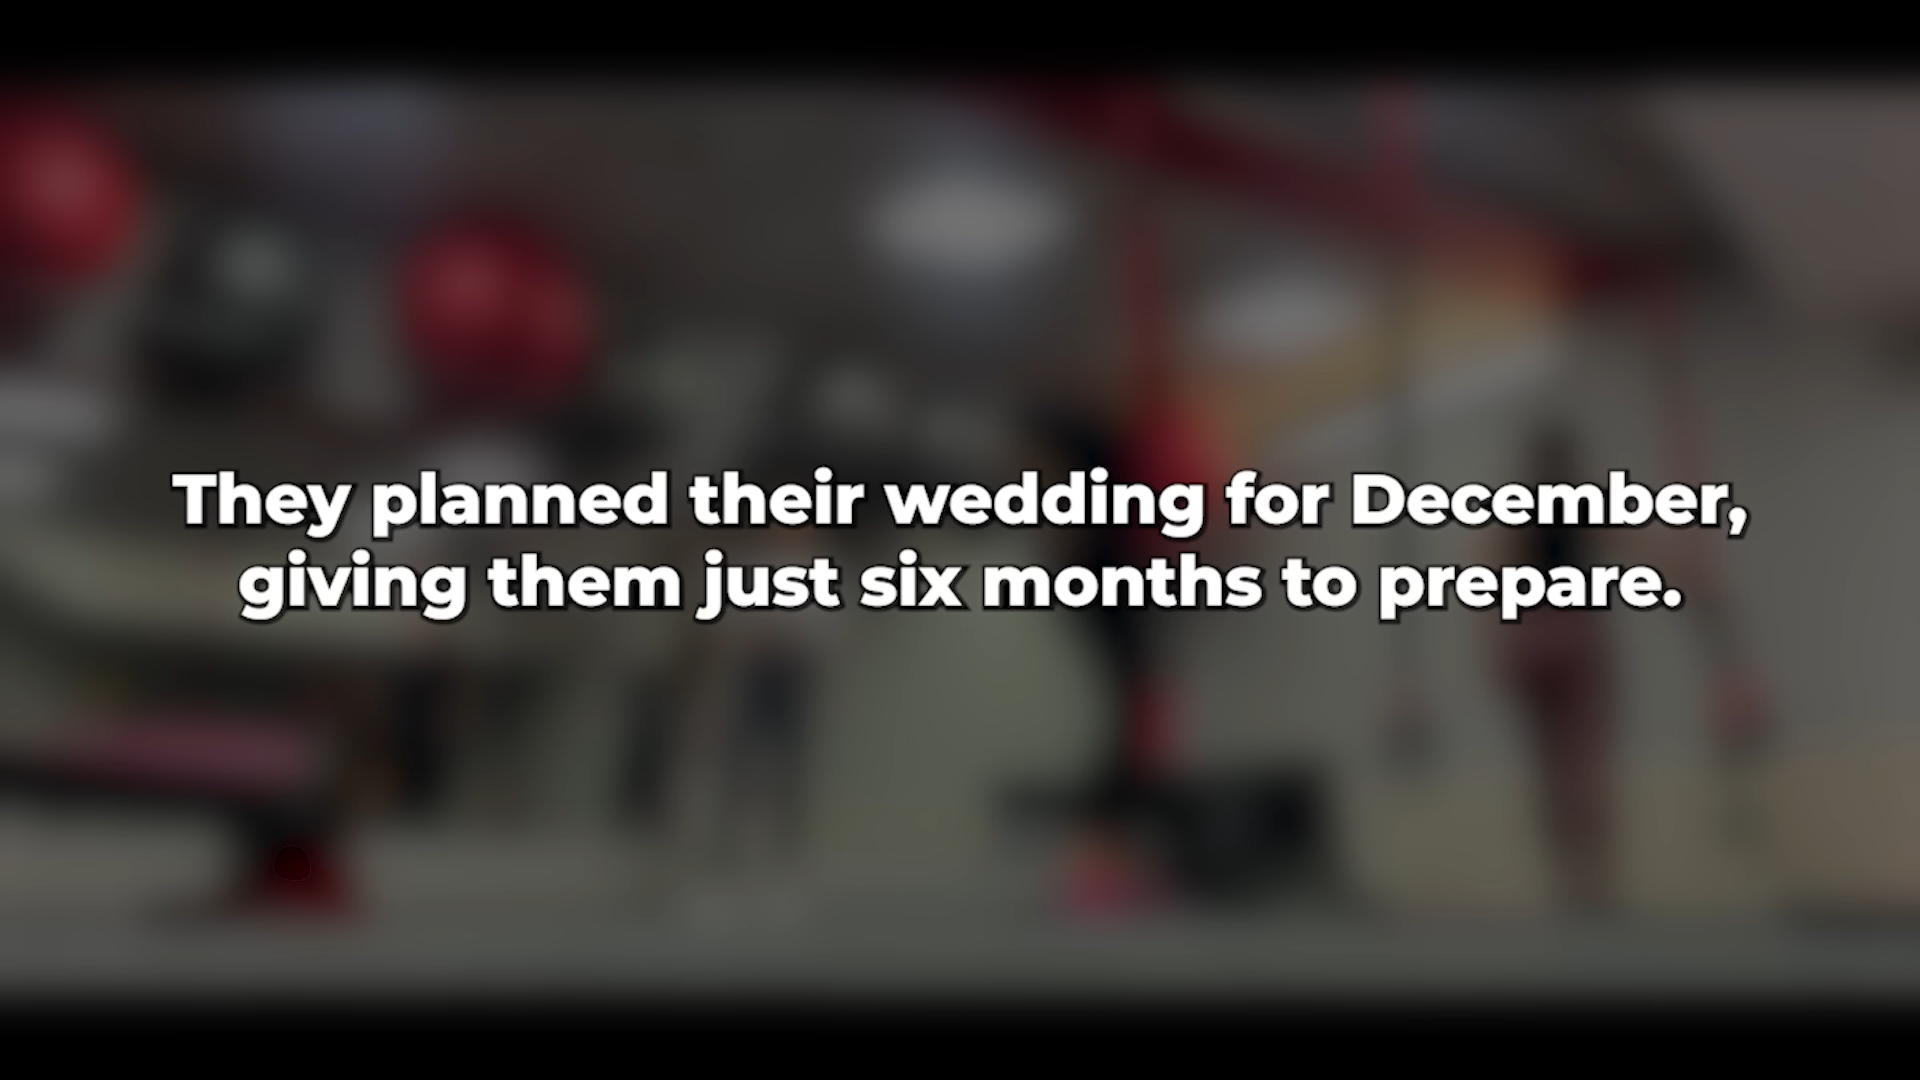 They planned their wedding for December,
giving them just six months to prepare.